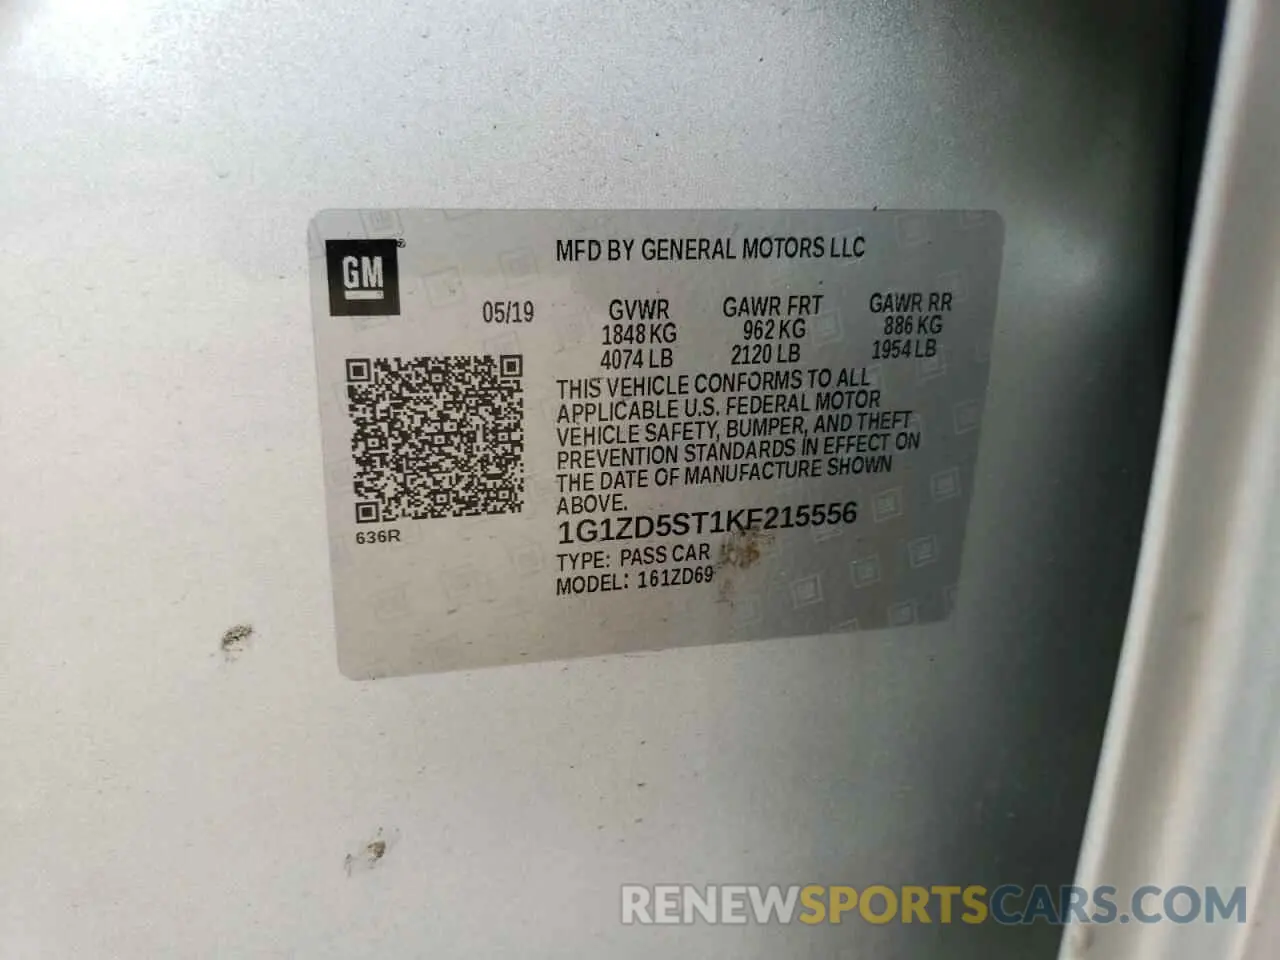 GM ®
MFD BY GENERAL MOTORS LLC
05/19 GVWR GAWR FRT GAWR RR
1848 KG 962 KG 886 KG
4074 LB 2120 LB 1954 LB
THIS VEHICLE CONFORMS TO ALL
APPLICABLE U.S. FEDERAL MOTOR
VEHICLE SAFETY, BUMPER, AND THEFT
PREVENTION STANDARDS IN EFFECT ON
THE DATE OF MANUFACTURE SHOWN
ABOVE.
636R
1G1ZD5ST1KF215556
TYPE: PASS CAR
MODEL: 161ZD69
RENEWSPORTSCARS.COM